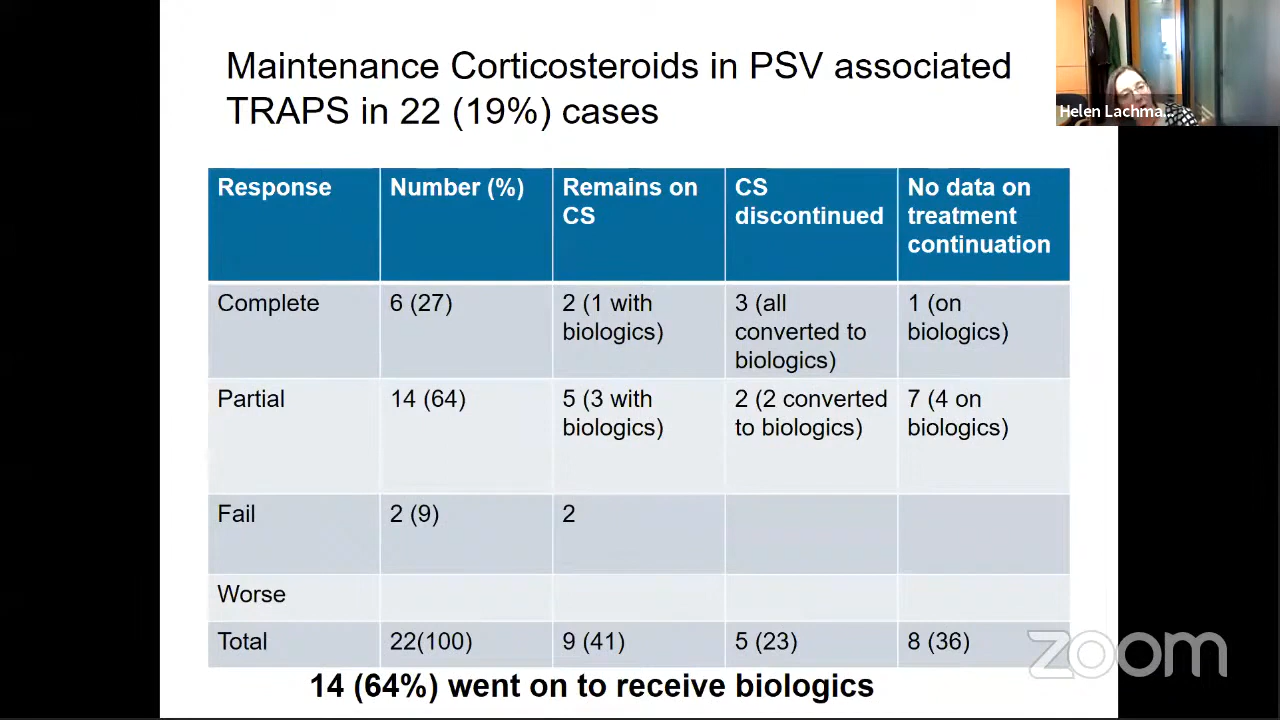 Maintenance Corticosteroids in PSV associated
TRAPS in 22 (19%) cases
Helen Lachma...
Response
Number (%)
Remains on
CS
CS
discontinued
No data on
treatment
continuation
Complete
6 (27)
2 (1 with
biologics)
3 (all
converted to
biologics)
1 (on
biologics)
Partial
14 (64)
5 (3 with
biologics)
2 (2 converted
to biologics)
7 (4 on
biologics)
Fail
2 (9)
2
Worse
Total
22(100)
9 (41)
5 (23)
8 (36)
zoom
14 (64%) went on to receive biologics